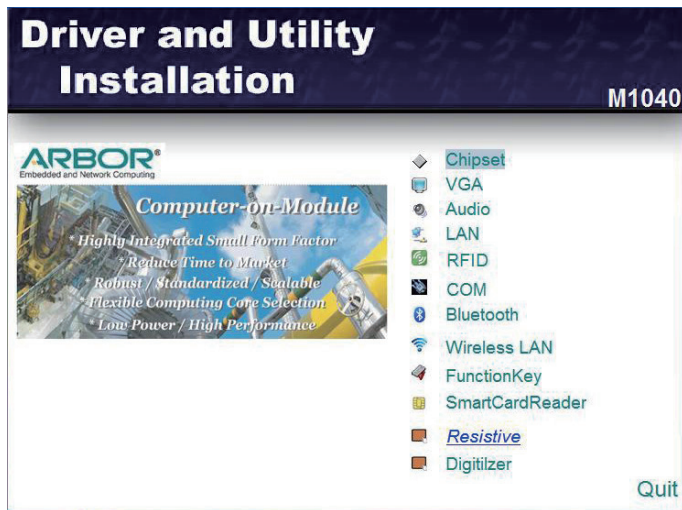 Driver and Utility
Installation
M1040
ARBOR®
Embedded and Network Computing
Computer-on-Module
* Highly Integrated Small Form Factor
* Reduce Time to Market
* Robust / Standardized / Scalable
* Flexible Computing Core Selection
* Low Power / High Performance
Chipset
VGA
Audio
LAN
RFID
COM
Bluetooth
Wireless LAN
FunctionKey
SmartCardReader
Resistive
Digitilzer
Quit